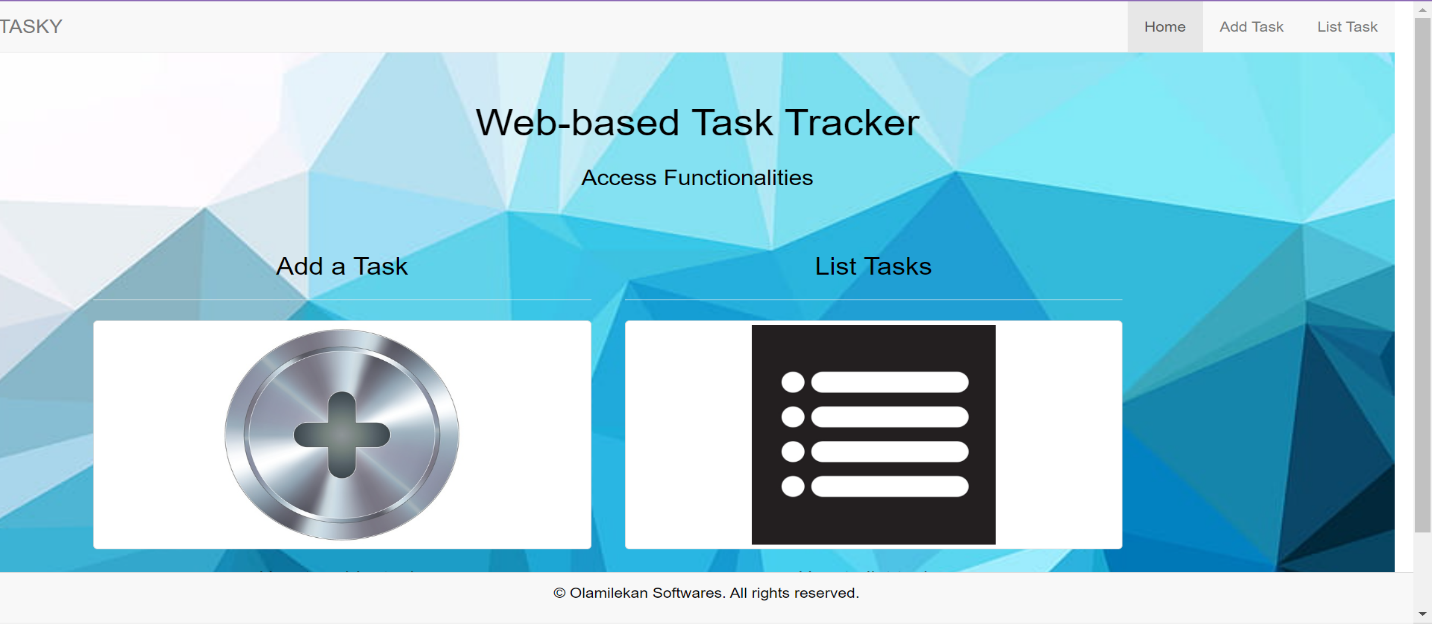 TASKY
Home Add Task List Task
Web-based Task Tracker
Access Functionalities
Add a Task
List Tasks
© Olamilekan Softwares. All rights reserved.